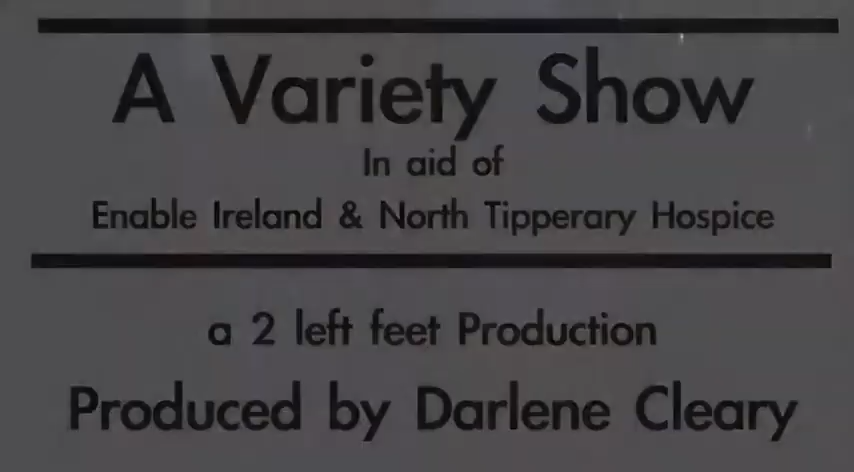 A Variety Show
In aid of
Enable Ireland & North Tipperary Hospice
a 2 left feet Production
Produced by Darlene Cleary